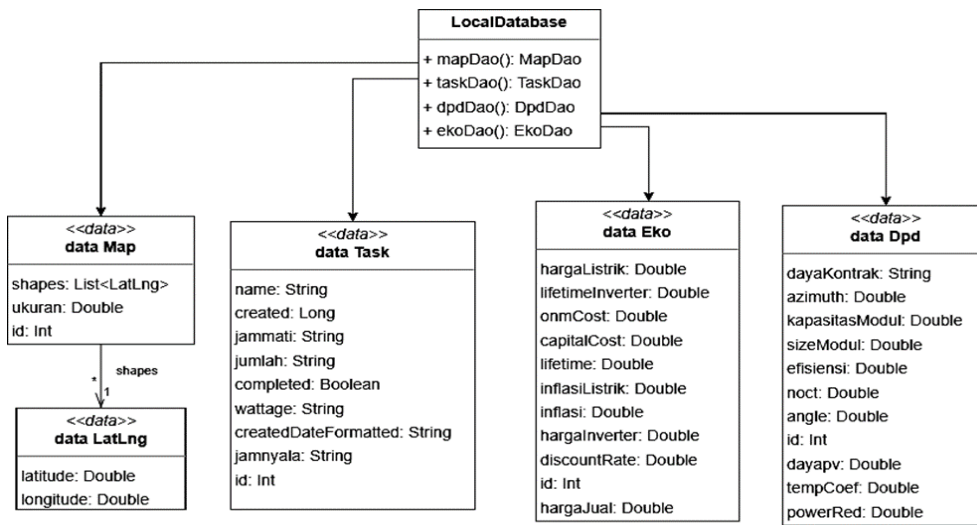 LocalDatabase
+ mapDao(): MapDao
+ taskDao(): TaskDao
+ dpdDao(): DpdDao
+ ekoDao(): EkoDao
<<data>>
data Map
shapes: List<LatLng>
ukuran: Double
id: Int
shapes
*
1
<<data>>
data LatLng
latitude: Double
longitude: Double
<<data>>
data Task
name: String
created: Long
jammati: String
jumlah: String
completed: Boolean
wattage: String
createdDateFormatted: String
jamnyala: String
id: Int
<<data>>
data Eko
hargaListrik: Double
lifetimeInverter: Double
onmCost: Double
capitalCost: Double
lifetime: Double
inflasiListrik: Double
inflasi: Double
hargaInverter: Double
discountRate: Double
id: Int
hargaJual: Double
<<data>>
data Dpd
dayaKontrak: String
azimuth: Double
kapasitasModul: Double
sizeModul: Double
efisiensi: Double
noct: Double
angle: Double
id: Int
dayapv: Double
tempCoef: Double
powerRed: Double